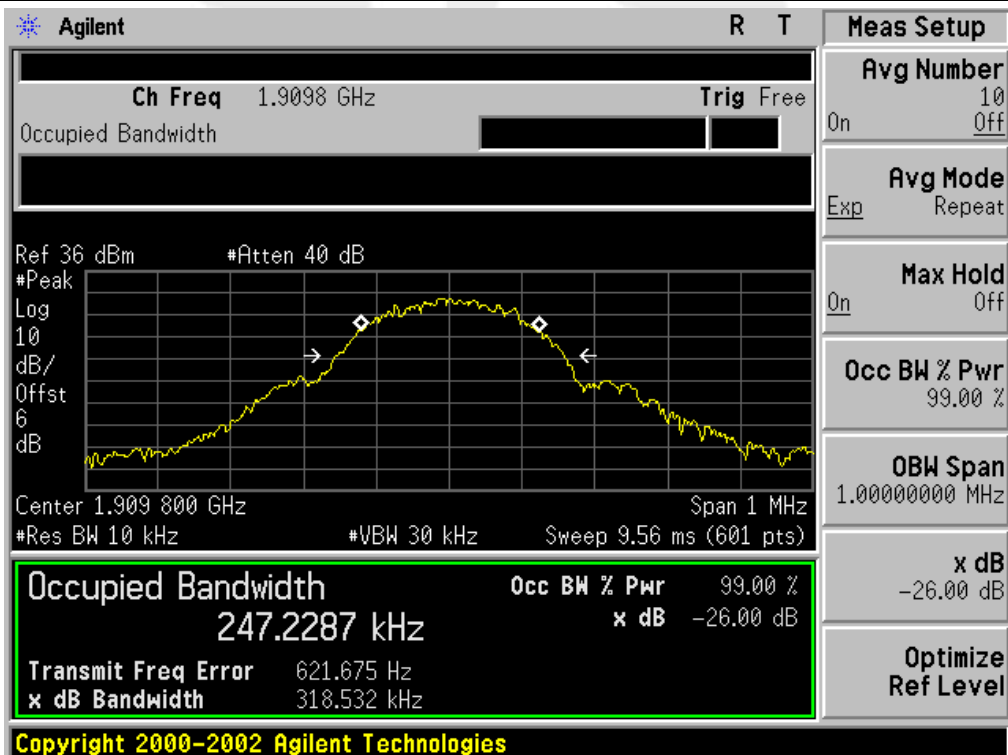 Agilent R T
Ch Freq 1.9098 GHz Trig Free
Occupied Bandwidth
Ref 36 dBm #Atten 40 dB
#Peak
Log
10
dB/
Offst
6
dB
Center 1.909 800 GHz Span 1 MHz
#Res BW 10 kHz #VBW 30 kHz Sweep 9.56 ms (601 pts)
Occupied Bandwidth
247.2287 kHz
Occ BW % Pwr 99.00 %
x dB -26.00 dB
Transmit Freq Error 621.675 Hz
x dB Bandwidth 318.532 kHz
Copyright 2000-2002 Agilent Technologies
Meas Setup
Avg Number
10
On Off
Avg Mode
Exp Repeat
Max Hold
On Off
Occ BW % Pwr
99.00 %
OBW Span
1.00000000 MHz
x dB
-26.00 dB
Optimize
Ref Level